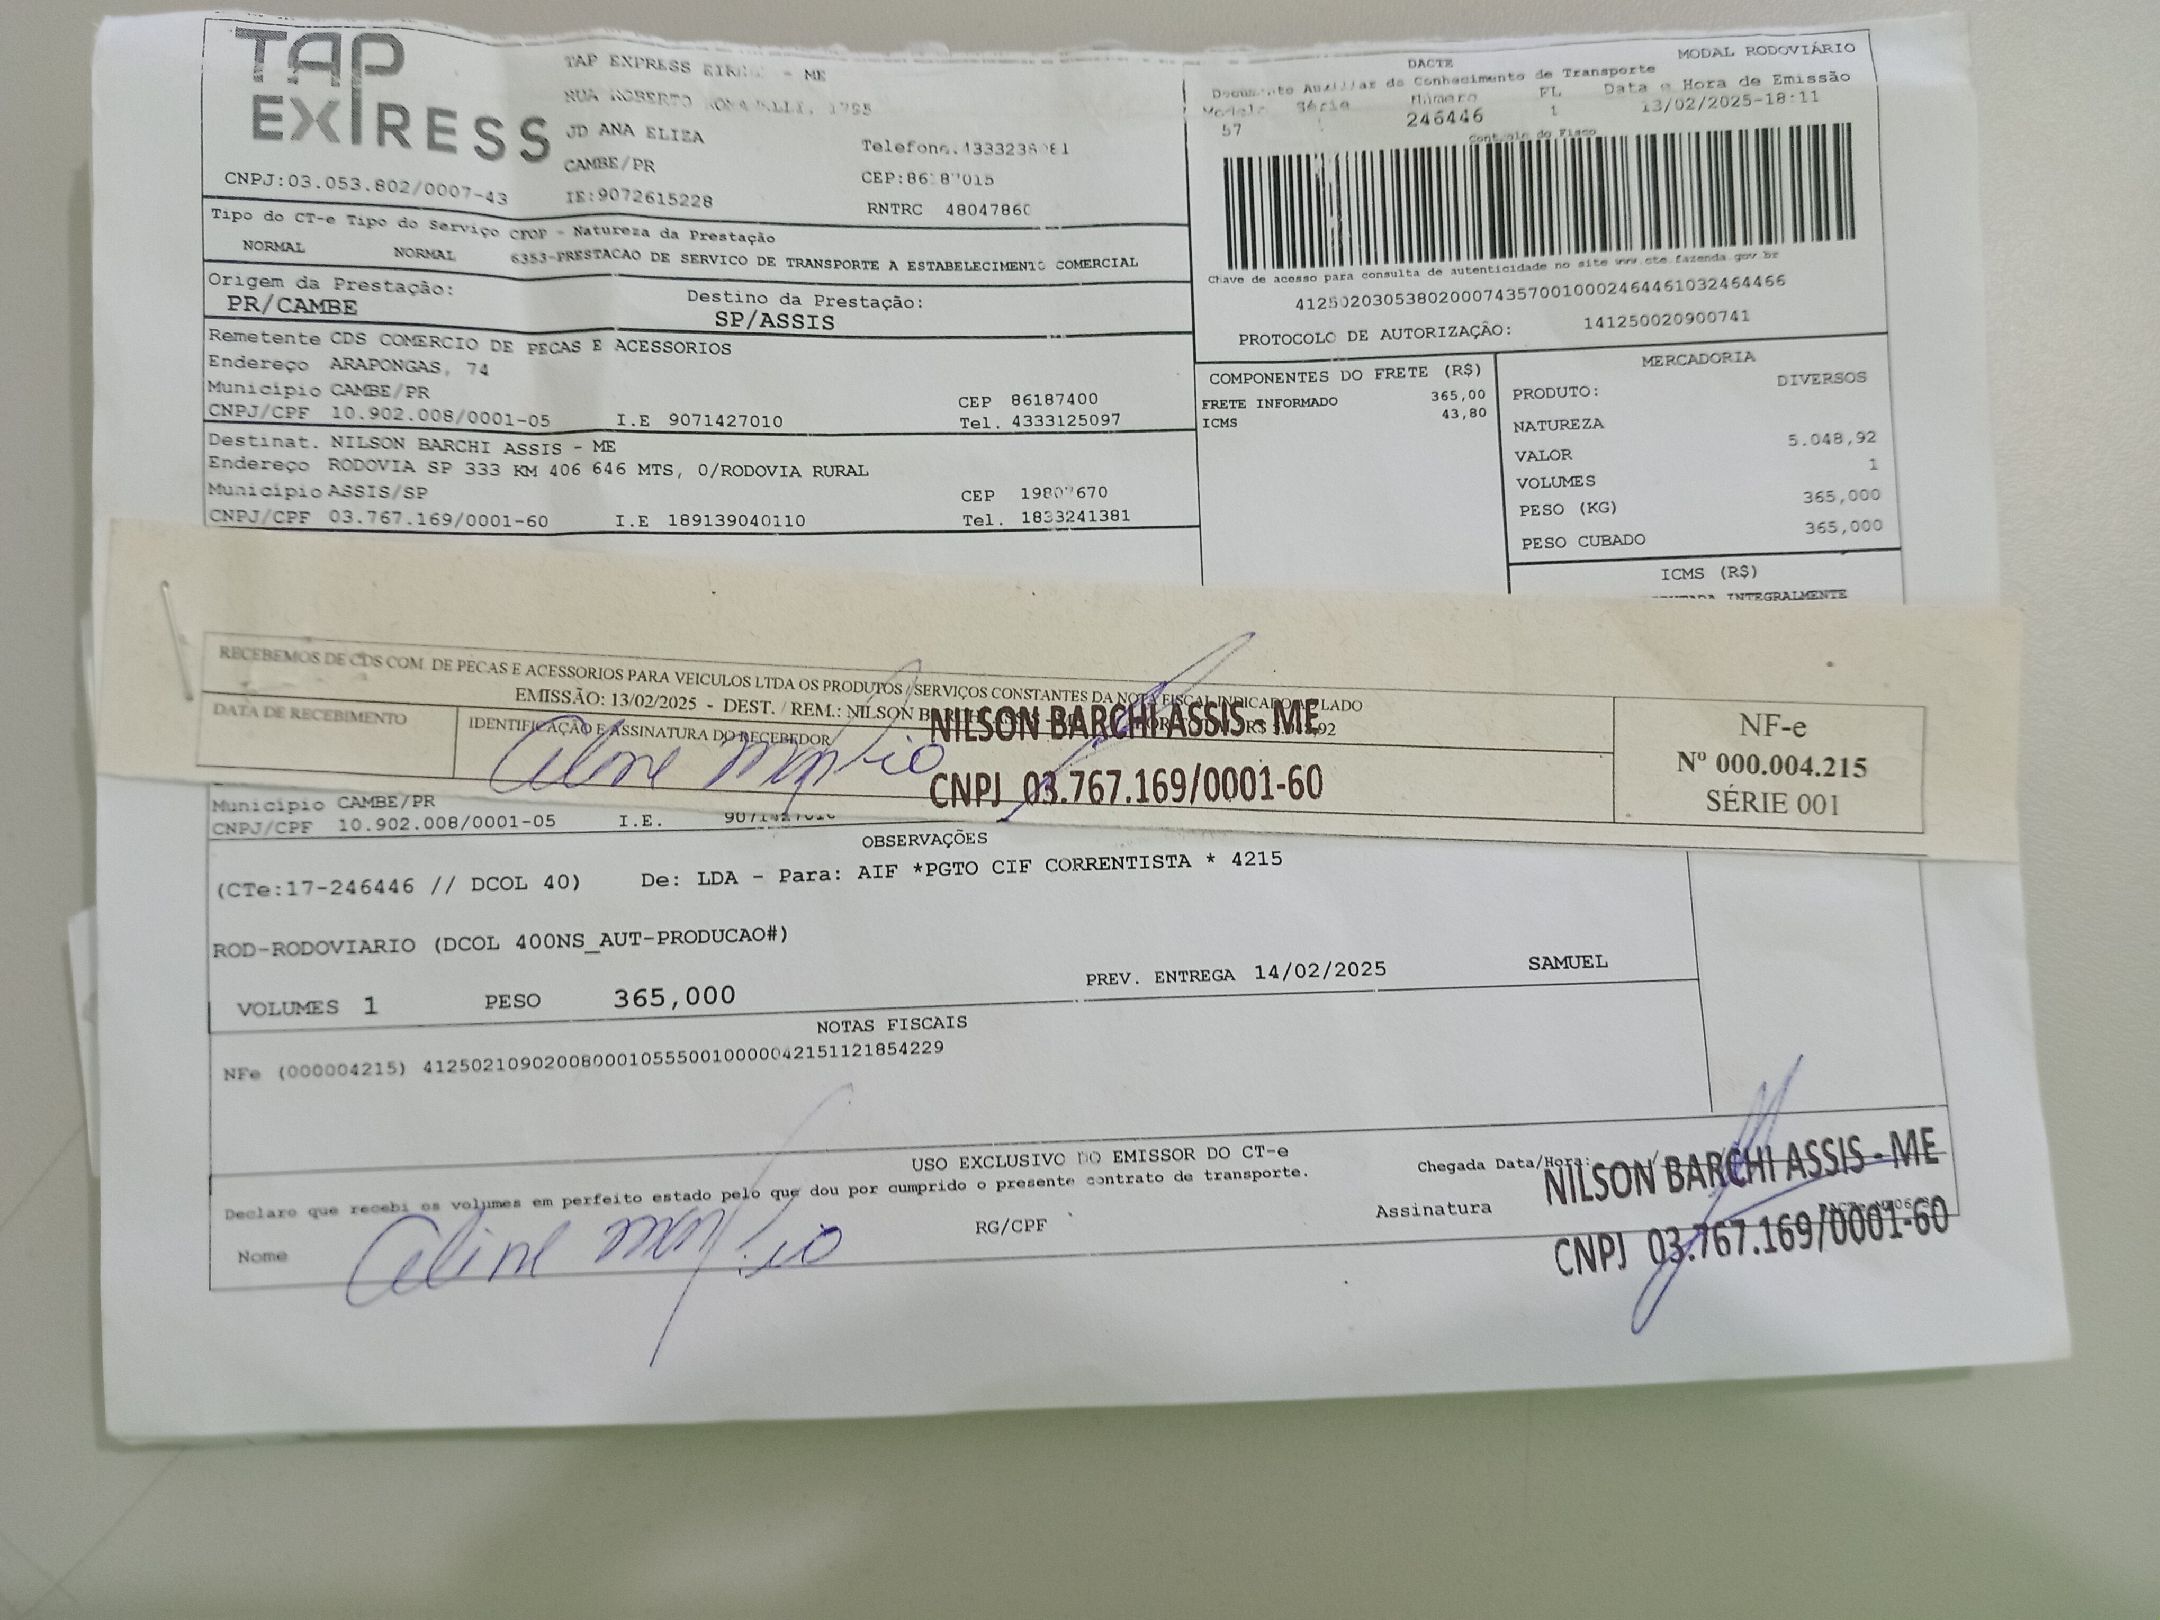 TAP EXPRESS
TAP EXPRESS - ME
JD ANA ELIZA
CAMBE/PR
CNPJ:03.053.802/0007-43
IE:9072615228
RNTRC 4804786
DACTE
MODAL RODOVIÁRIO
Documento Auxiliar do Conhecimento de Transporte
Modelo Série Número FL Data e Hora de Emissão
57 246446 1 13/02/2025-18:11
Controle do Fisco
Chave de acesso para consulta de autenticidade no site www.cte.fazenda.gov.br
41250203053802000743570010002464461032464466
PROTOCOLO DE AUTORIZAÇÃO: 141250020900741
Tipo do CT-e Tipo do Serviço CFOP - Natureza da Prestação
NORMAL NORMAL 6353-PRESTACAO DE SERVICO DE TRANSPORTE A ESTABELECIMENTO COMERCIAL
Origem da Prestação: Destino da Prestação:
PR/CAMBE SP/ASSIS
Remetente CDS COMERCIO DE PECAS E ACESSORIOS
Endereço ARAPONGAS, 74
Município CAMBE/PR CEP 86187400
CNPJ/CPF 10.902.008/0001-05 I.E 9071427010 Tel. 4333125097
Destinat. NILSON BARCHI ASSIS - ME
Endereço RODOVIA SP 333 KM 406 646 MTS, 0/RODOVIA RURAL
Município ASSIS/SP CEP 19807670
CNPJ/CPF 03.767.169/0001-60 I.E 189139040110 Tel. 1833241381
COMPONENTES DO FRETE (R$)
FRETE INFORMADO 365,00
ICMS 43,80
MERCADORIA
PRODUTO: DIVERSOS
NATUREZA
VALOR 5.048,92
VOLUMES 1
PESO (KG) 365,000
PESO CUBADO 365,000
ICMS (R$)
INTEGRALMENTE
RECEBEMOS DE CDS COM. DE PECAS E ACESSORIOS PARA VEICULOS LTDA OS PRODUTOS / SERVIÇOS CONSTANTES DA NOTA FISCAL INDICADO AO LADO
EMISSÃO: 13/02/2025 - DEST. / REM.: NILSON
DATA DE RECEBIMENTO
IDENTIFICAÇÃO E ASSINATURA DO RECEBEDOR
NILSON BARCHI ASSIS - ME
CNPJ 03.767.169/0001-60
Aline
NF-e
Nº 000.004.215
SÉRIE 001
Município CAMBE/PR
CNPJ/CPF 10.902.008/0001-05 I.E. 9071427010
OBSERVAÇÕES
(CTe:17-246446 // DCOL 40) De: LDA - Para: AIF *PGTO CIF CORRENTISTA * 4215
ROD-RODOVIARIO (DCOL 400NS_AUT-PRODUCAO#)
VOLUMES 1 PESO 365,000 PREV. ENTREGA 14/02/2025 SAMUEL
NOTAS FISCAIS
NFe (000004215) 41250210902008000105550010000042151121854229
USO EXCLUSIVO DO EMISSOR DO CT-e
Declaro que recebi os volumes em perfeito estado pelo que dou por cumprido o presente contrato de transporte.
Chegada Data/Hora:
Nome Aline
RG/CPF
Assinatura
NILSON BARCHI ASSIS - ME
CNPJ 03.767.169/0001-60